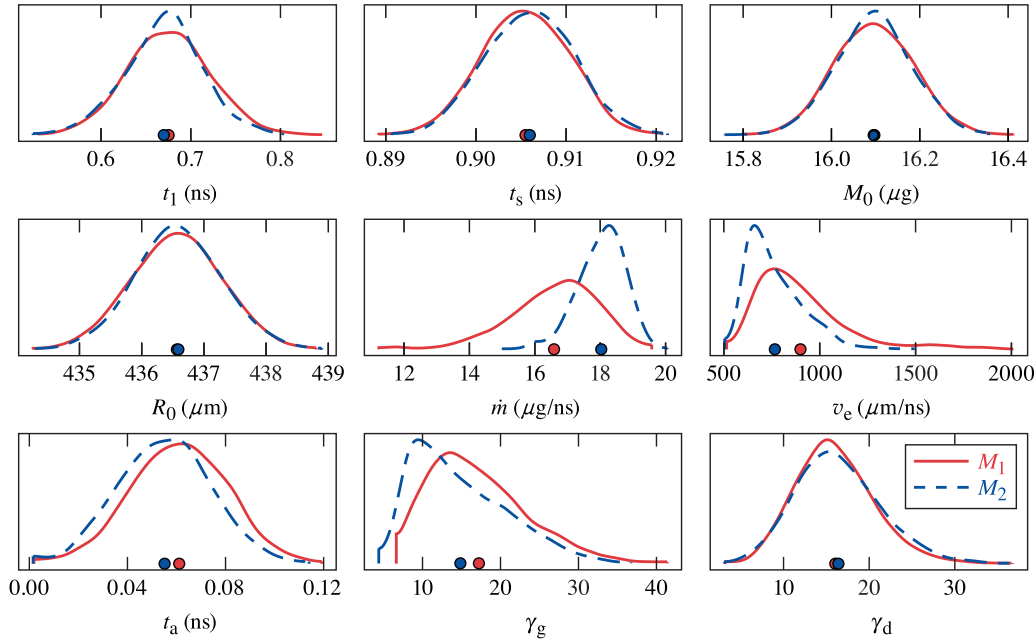 0.6 0.7 0.8
t₁ (ns)
0.89 0.90 0.91 0.92
tₛ (ns)
15.8 16.0 16.2 16.4
M₀ (μg)
435 436 437 438 439
R₀ (μm)
12 14 16 18 20
ṁ (μg/ns)
500 1000 1500 2000
vₑ (μm/ns)
0.00 0.04 0.08 0.12
tₐ (ns)
10 20 30 40
γg
M₁
M₂
10 20 30
γd